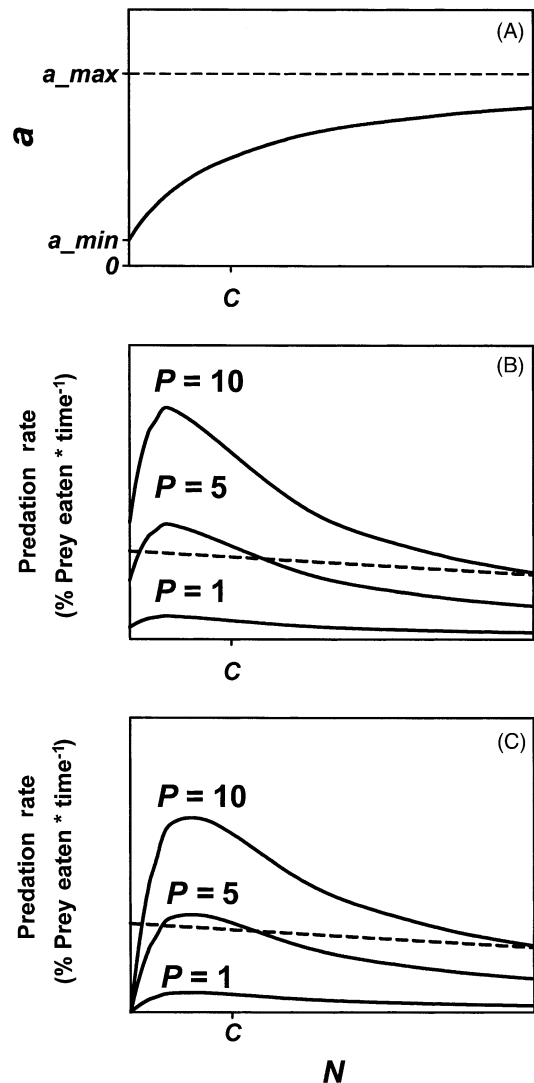 (A)
a_max
a
a_min
0
C
(B)
P = 10
P = 5
P = 1
Predation rate
(% Prey eaten * time-1)
C
(C)
P = 10
P = 5
P = 1
Predation rate
(% Prey eaten * time-1)
C
N